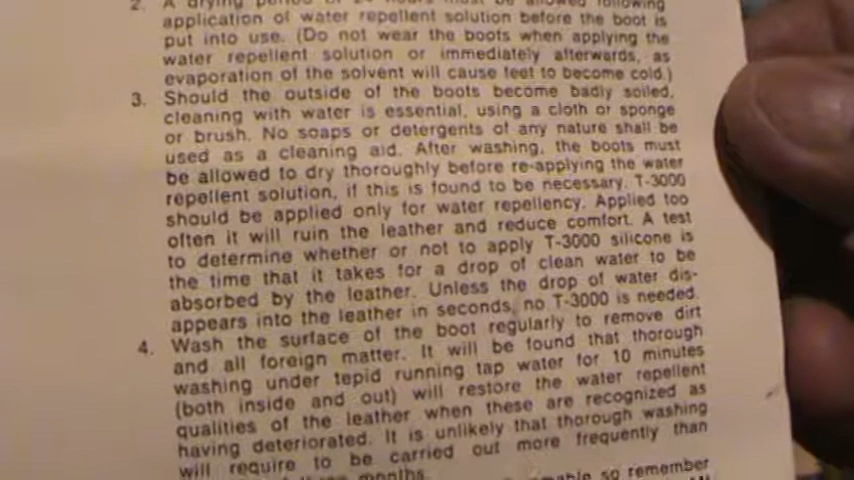 2. A drying period of 24 hours must be allowed following
application of water repellent solution before the boot is
put into use. (Do not wear the boots when applying the
water repellent solution or immediately afterwards, as
evaporation of the solvent will cause feet to become cold.)
3. Should the outside of the boots become badly soiled,
cleaning with water is essential, using a cloth or sponge
or brush. No soaps or detergents of any nature shall be
used as a cleaning aid. After washing, the boots must
be allowed to dry thoroughly before re-applying the water
repellent solution, if this is found to be necessary. T-3000
should be applied only for water repellency. Applied too
often it will ruin the leather and reduce comfort. A test
to determine whether or not to apply T-3000 silicone is
the time that it takes for a drop of clean water to be
absorbed by the leather. Unless the drop of water dis-
appears into the leather in seconds, no T-3000 is needed.
4. Wash the surface of the boot regularly to remove dirt
and all foreign matter. It will be found that thorough
washing under tepid running tap water for 10 minutes
(both inside and out) will restore the water repellent
qualities of the leather when these are recognized as
having deteriorated. It is unlikely that thorough washing
will require to be carried out more frequently than
months.
so remember